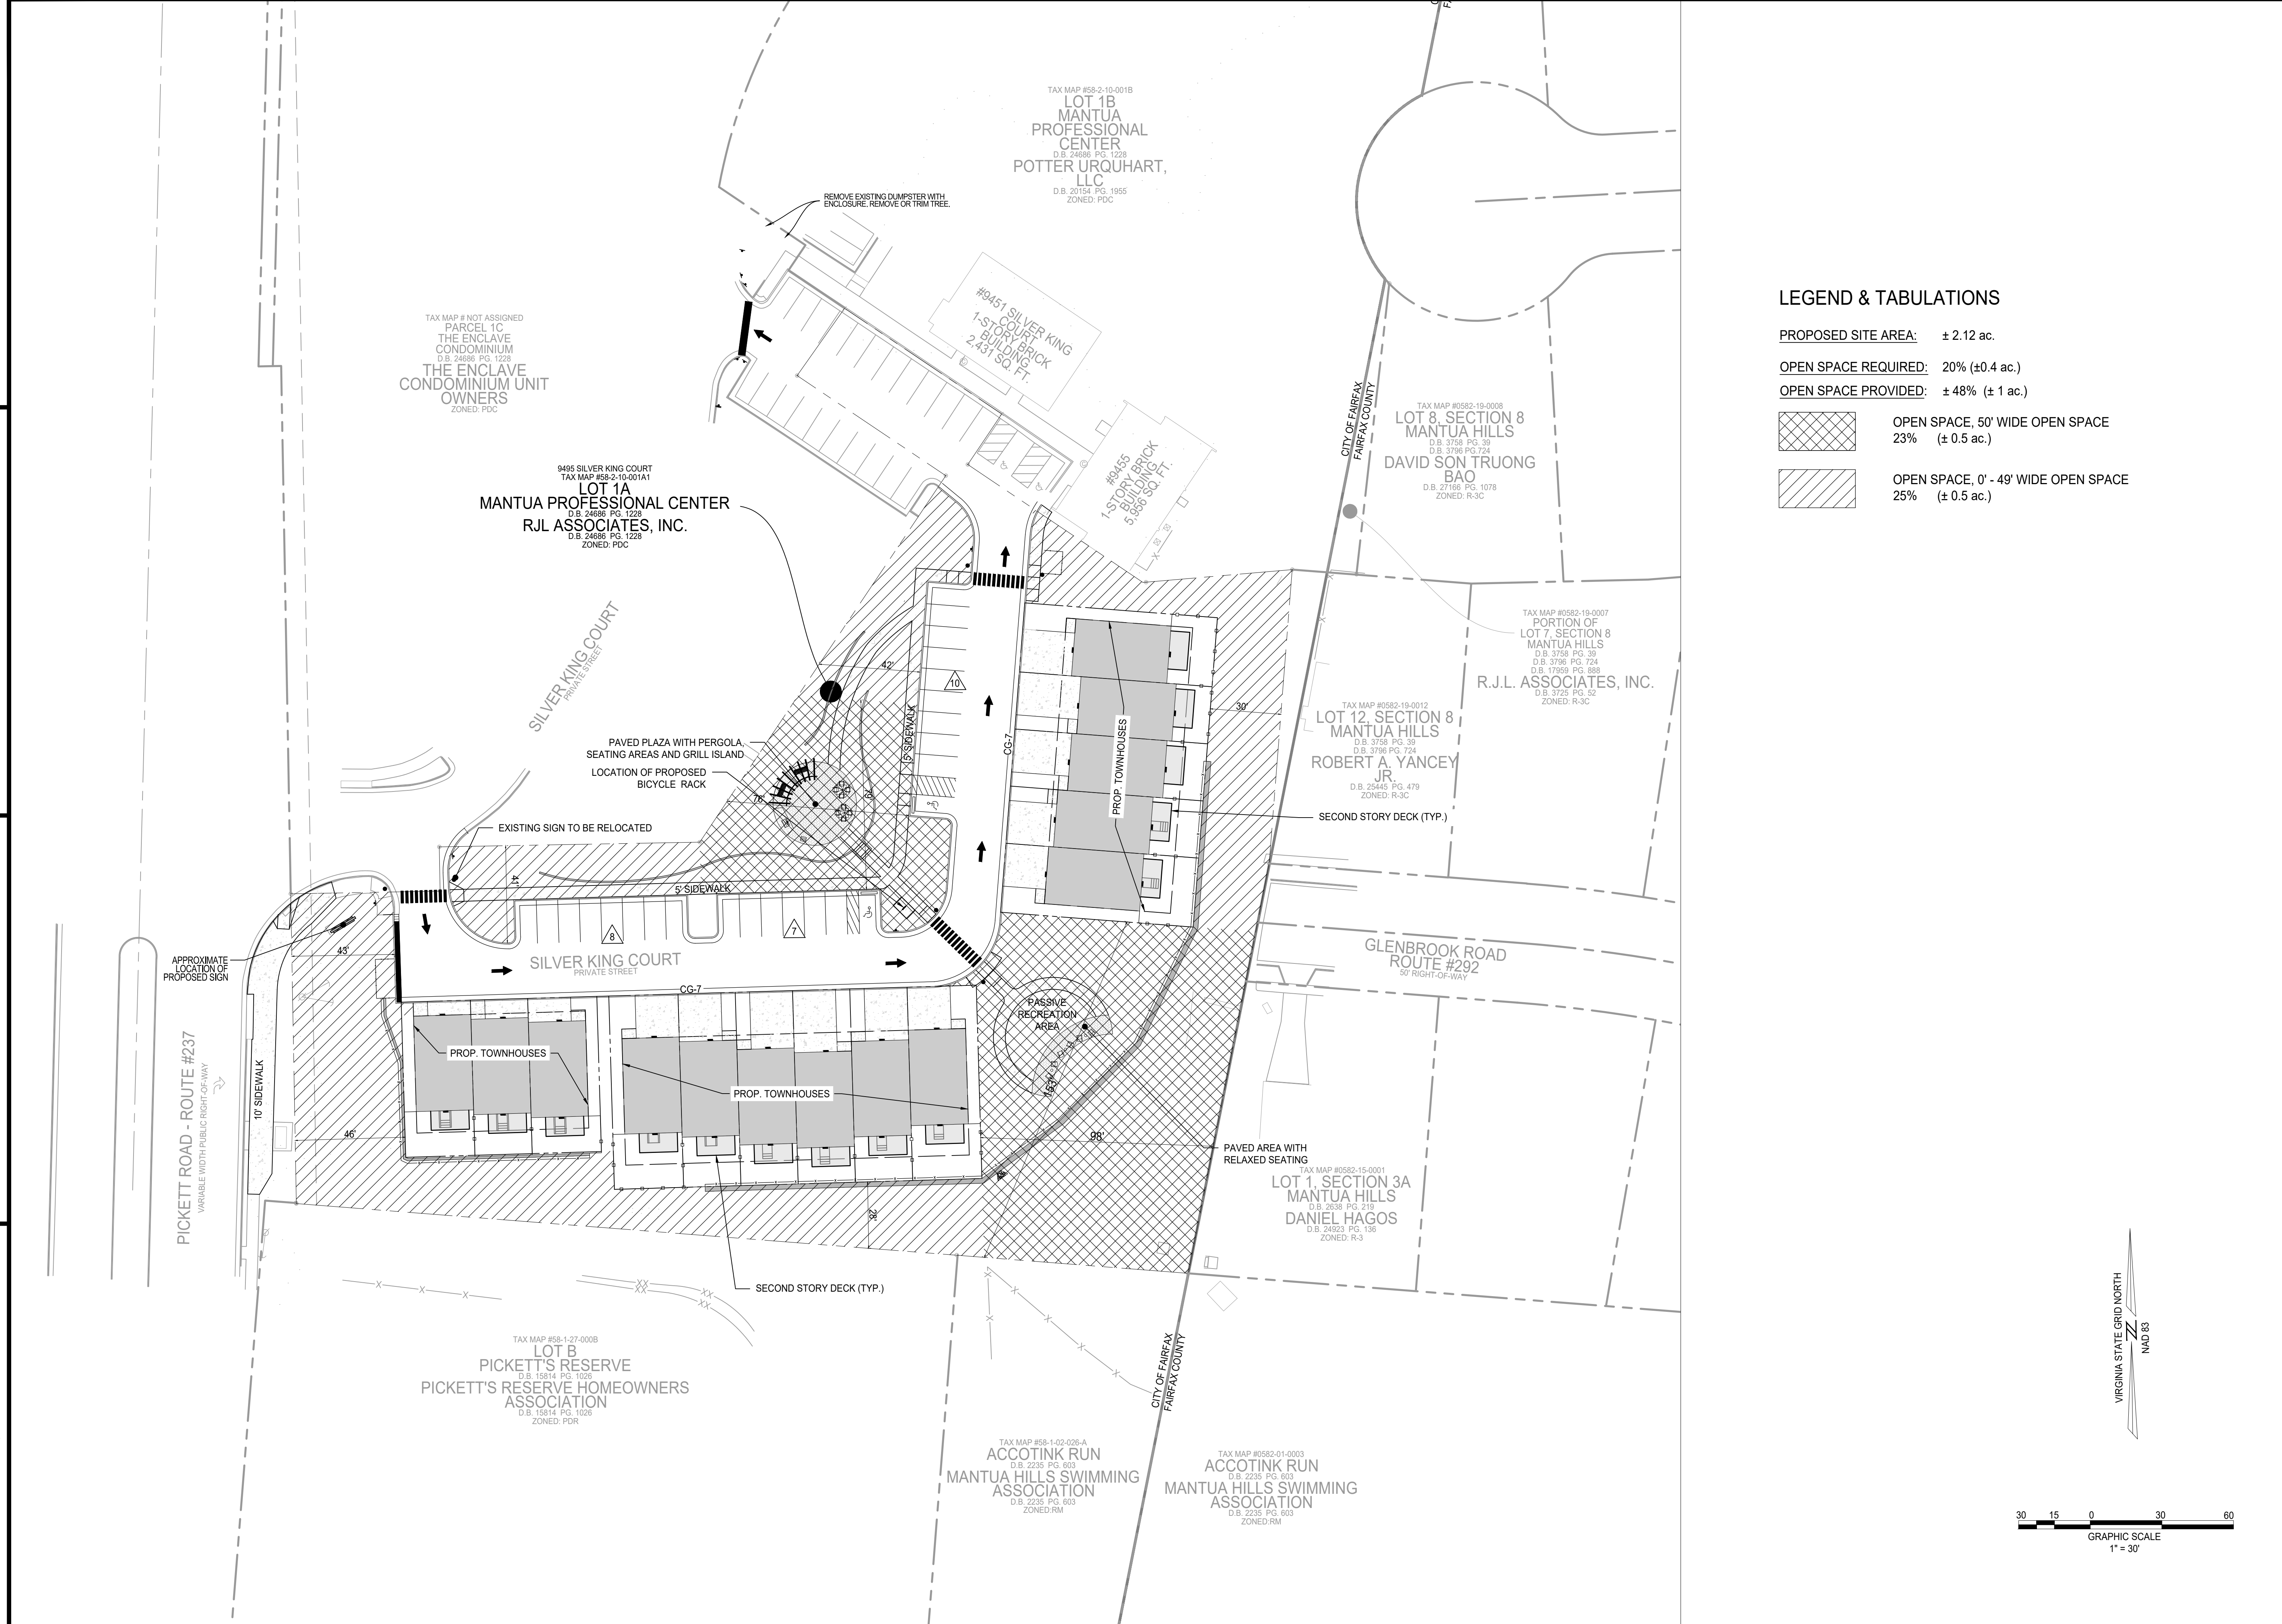 TAX MAP #58-2-10-001B
LOT 1B
MANTUA
PROFESSIONAL
CENTER
D.B. 24686 PG. 1228
POTTER URQUHART,
LLC
D.B. 20154 PG. 1955
ZONED: PDC
REMOVE EXISTING DUMPSTER WITH
ENCLOSURE. REMOVE OR TRIM TREE.
#9451 SILVER KING
COURT
1-STORY BRICK
BUILDING
2,431 SQ. FT.
#9455
1-STORY BRICK
BUILDING
5,956 SQ. FT.
TAX MAP # NOT ASSIGNED
PARCEL 1C
THE ENCLAVE
CONDOMINIUM
D.B. 24686 PG. 1228
THE ENCLAVE
CONDOMINIUM UNIT
OWNERS
ZONED: PDC
9495 SILVER KING COURT
TAX MAP #58-2-10-001A1
LOT 1A
MANTUA PROFESSIONAL CENTER
D.B. 24686 PG. 1228
RJL ASSOCIATES, INC.
D.B. 24686 PG. 1228
ZONED: PDC
CITY OF FAIRFAX
FAIRFAX COUNTY
TAX MAP #0582-19-0008
LOT 8, SECTION 8
MANTUA HILLS
D.B. 3758 PG. 39
D.B. 3796 PG.724
DAVID SON TRUONG
BAO
D.B. 27166 PG. 1078
ZONED: R-3C
TAX MAP #0582-19-0007
PORTION OF
LOT 7, SECTION 8
MANTUA HILLS
D.B. 3758 PG. 39
D.B. 3796 PG. 724
D.B. 17959 PG. 888
R.J.L. ASSOCIATES, INC.
D.B. 3725 PG. 52
ZONED: R-3C
TAX MAP #0582-19-0012
LOT 12, SECTION 8
MANTUA HILLS
D.B. 3758 PG. 39
D.B. 3796 PG. 724
ROBERT A. YANCEY
JR.
D.B. 25445 PG. 479
ZONED: R-3C
SILVER KING COURT
PRIVATE STREET
42'
10
30'
5' SIDEWALK
CG-7
PROP. TOWNHOUSES
PAVED PLAZA WITH PERGOLA,
SEATING AREAS AND GRILL ISLAND
LOCATION OF PROPOSED
BICYCLE RACK
76'
79'
SECOND STORY DECK (TYP.)
EXISTING SIGN TO BE RELOCATED
41'
5' SIDEWALK
8
7
43'
APPROXIMATE
LOCATION OF
PROPOSED SIGN
SILVER KING COURT
PRIVATE STREET
CG-7
GLENBROOK ROAD
ROUTE #292
50' RIGHT-OF-WAY
PASSIVE
RECREATION
AREA
153'
PICKETT ROAD - ROUTE #237
VARIABLE WIDTH PUBLIC RIGHT-OF-WAY
10' SIDEWALK
PROP. TOWNHOUSES
PROP. TOWNHOUSES
46'
98'
28'
PAVED AREA WITH
RELAXED SEATING
TAX MAP #0582-15-0001
LOT 1, SECTION 3A
MANTUA HILLS
D.B. 2638 PG. 219
DANIEL HAGOS
D.B. 24923 PG. 136
ZONED: R-3
SECOND STORY DECK (TYP.)
TAX MAP #58-1-27-000B
LOT B
PICKETT'S RESERVE
D.B. 15814 PG. 1026
PICKETT'S RESERVE HOMEOWNERS
ASSOCIATION
D.B. 15814 PG. 1026
ZONED: PDR
CITY OF FAIRFAX
FAIRFAX COUNTY
TAX MAP #58-1-02-026-A
ACCOTINK RUN
D.B. 2235 PG. 603
MANTUA HILLS SWIMMING
ASSOCIATION
D.B. 2235 PG. 603
ZONED:RM
TAX MAP #0582-01-0003
ACCOTINK RUN
D.B. 2235 PG. 603
MANTUA HILLS SWIMMING
ASSOCIATION
D.B. 2235 PG. 603
ZONED:RM
LEGEND & TABULATIONS
PROPOSED SITE AREA: ± 2.12 ac.
OPEN SPACE REQUIRED: 20% (±0.4 ac.)
OPEN SPACE PROVIDED: ± 48% (± 1 ac.)
OPEN SPACE, 50' WIDE OPEN SPACE
23% (± 0.5 ac.)
OPEN SPACE, 0' - 49' WIDE OPEN SPACE
25% (± 0.5 ac.)
VIRGINIA STATE GRID NORTH
NAD 83
30 15 0 30 60
GRAPHIC SCALE
1" = 30'